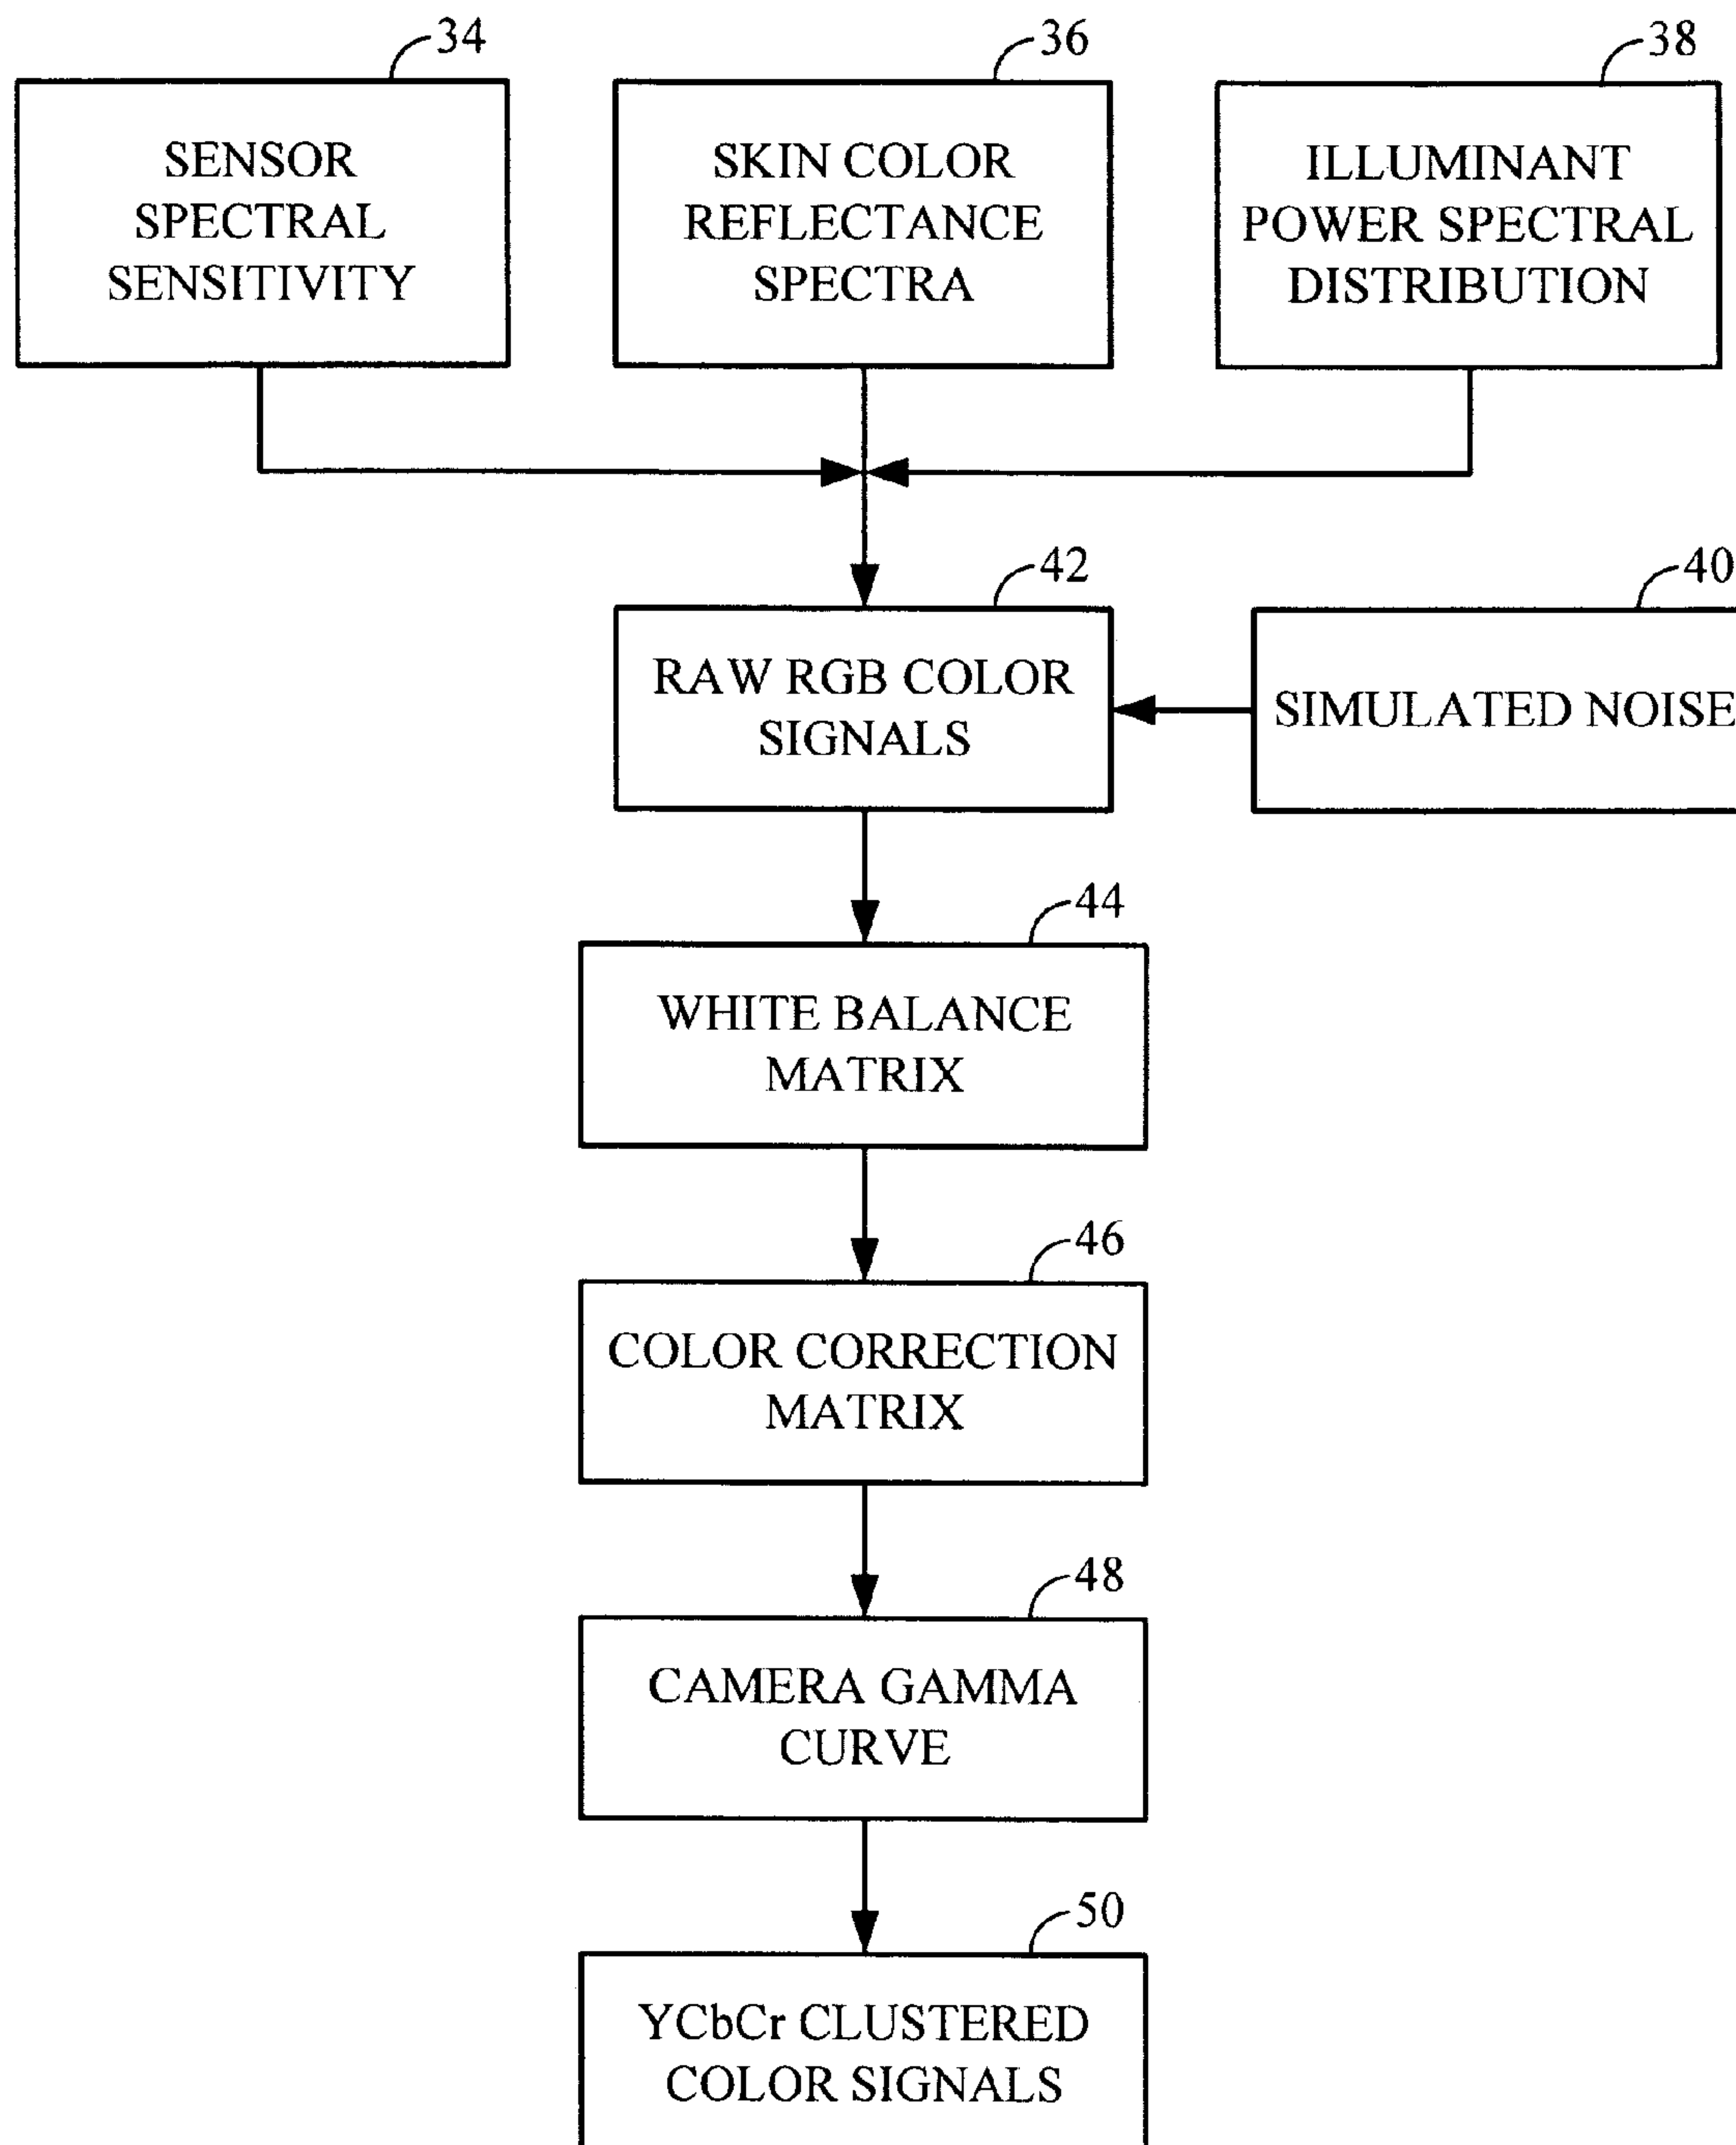 34
SENSOR
SPECTRAL
SENSITIVITY
36
SKIN COLOR
REFLECTANCE
SPECTRA
38
ILLUMINANT
POWER SPECTRAL
DISTRIBUTION
42
RAW RGB COLOR
SIGNALS
40
SIMULATED NOISE
44
WHITE BALANCE
MATRIX
46
COLOR CORRECTION
MATRIX
48
CAMERA GAMMA
CURVE
50
YCbCr CLUSTERED
COLOR SIGNALS